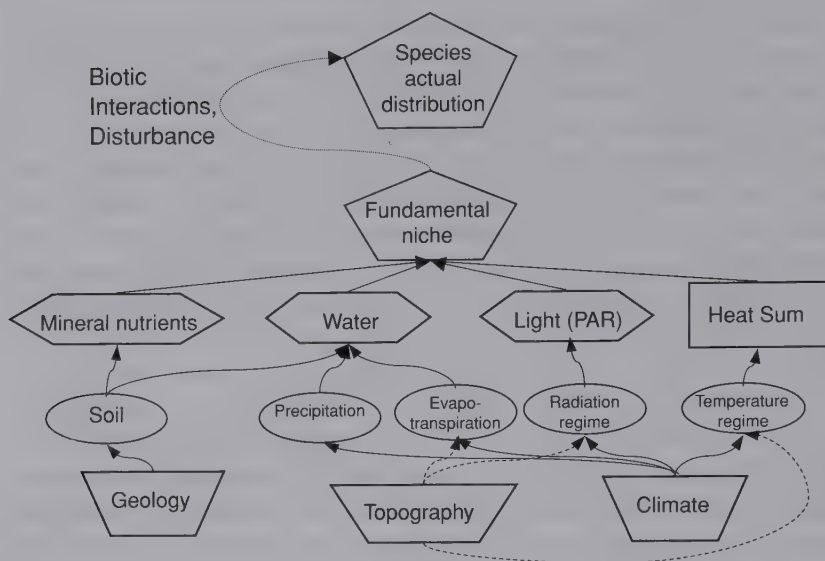 Species
actual
distribution
Biotic
Interactions,
Disturbance
Fundamental
niche
Mineral nutrients
Water
Light (PAR)
Heat Sum
Soil
Precipitation
Evapo-
transpiration
Radiation
regime
Temperature
regime
Geology
Topography
Climate